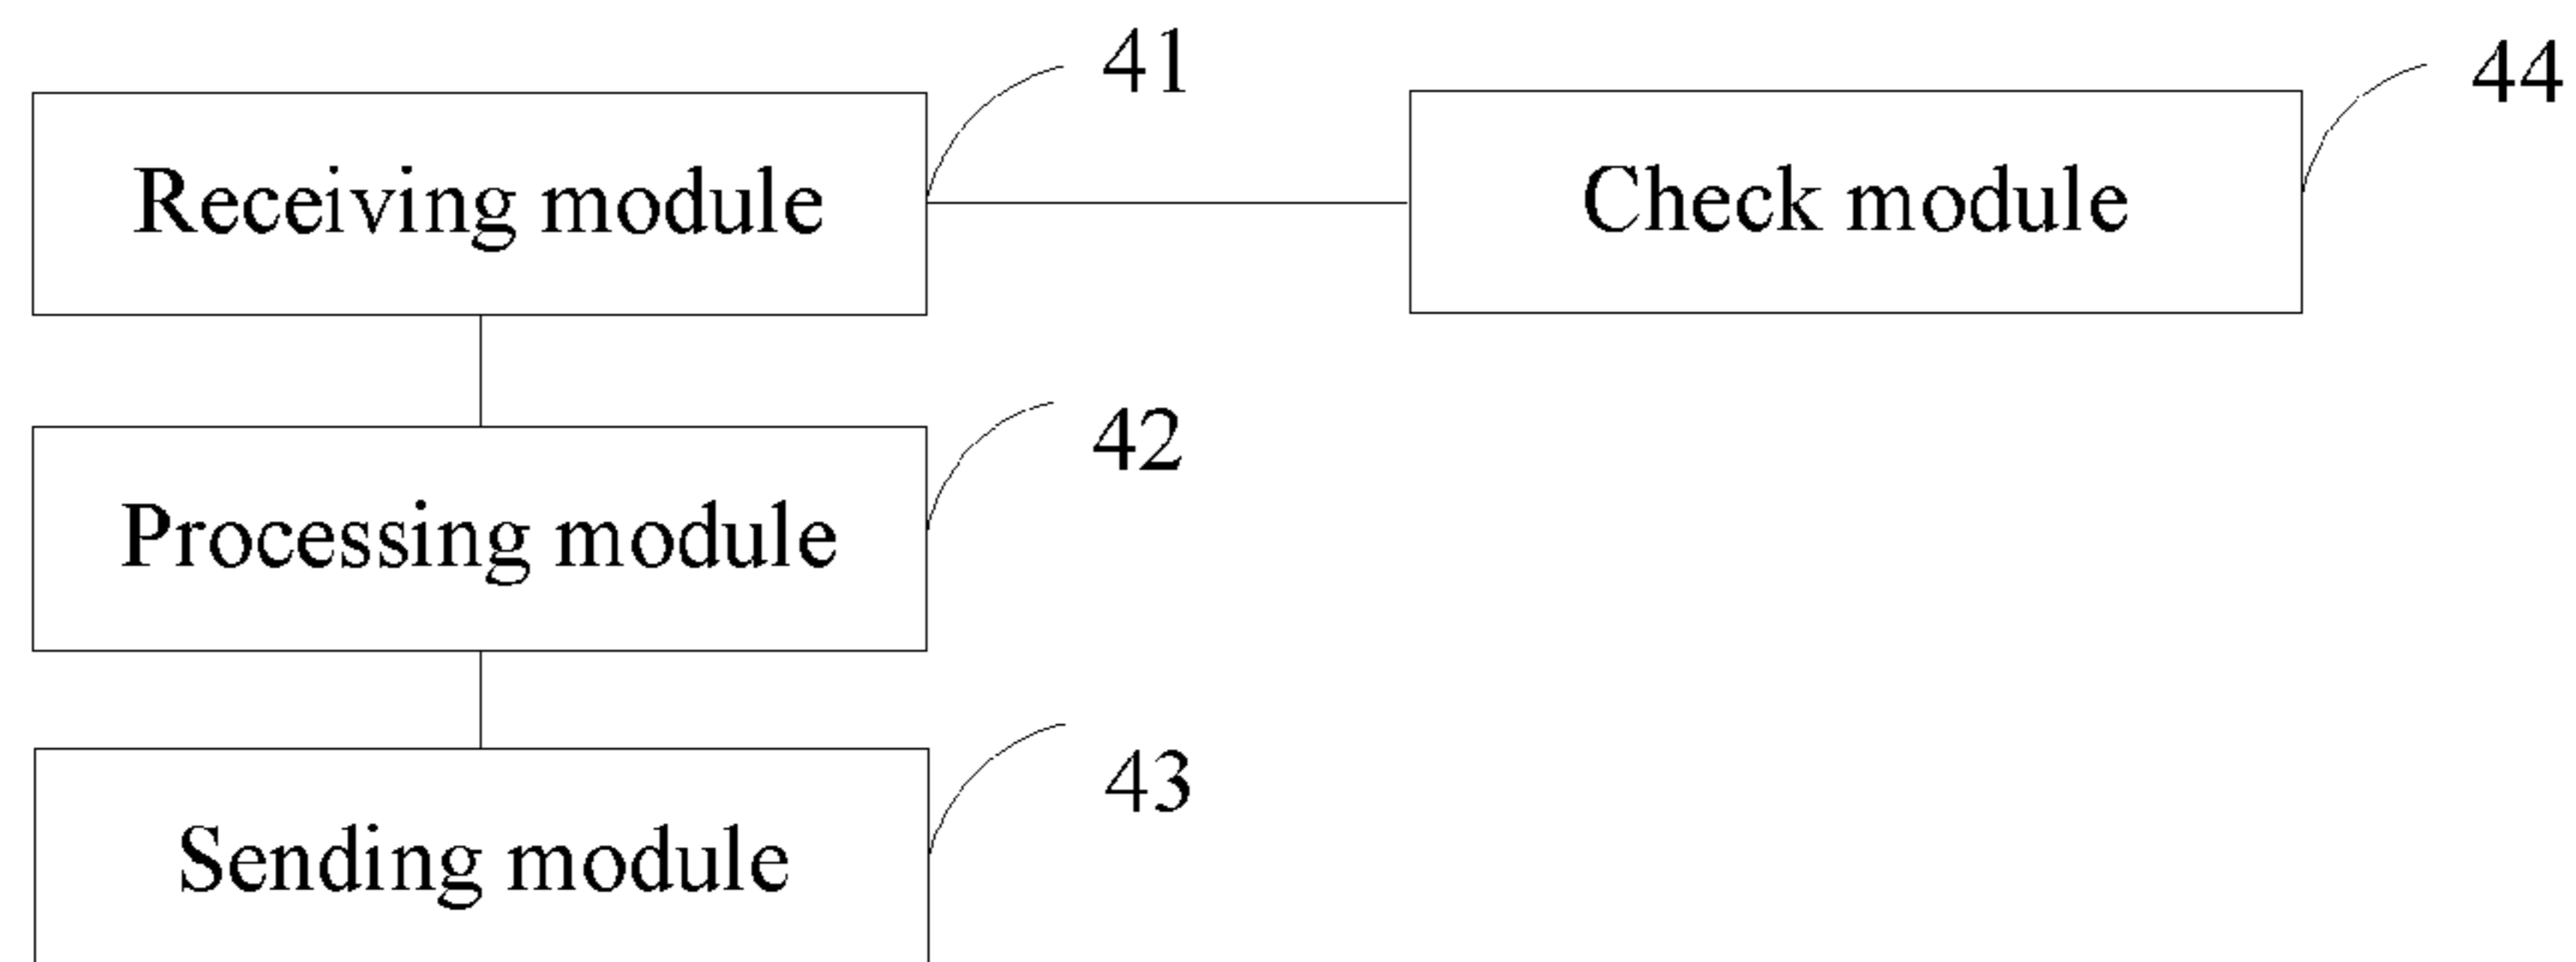 41
44
Receiving module
Check module
42
Processing module
43
Sending module